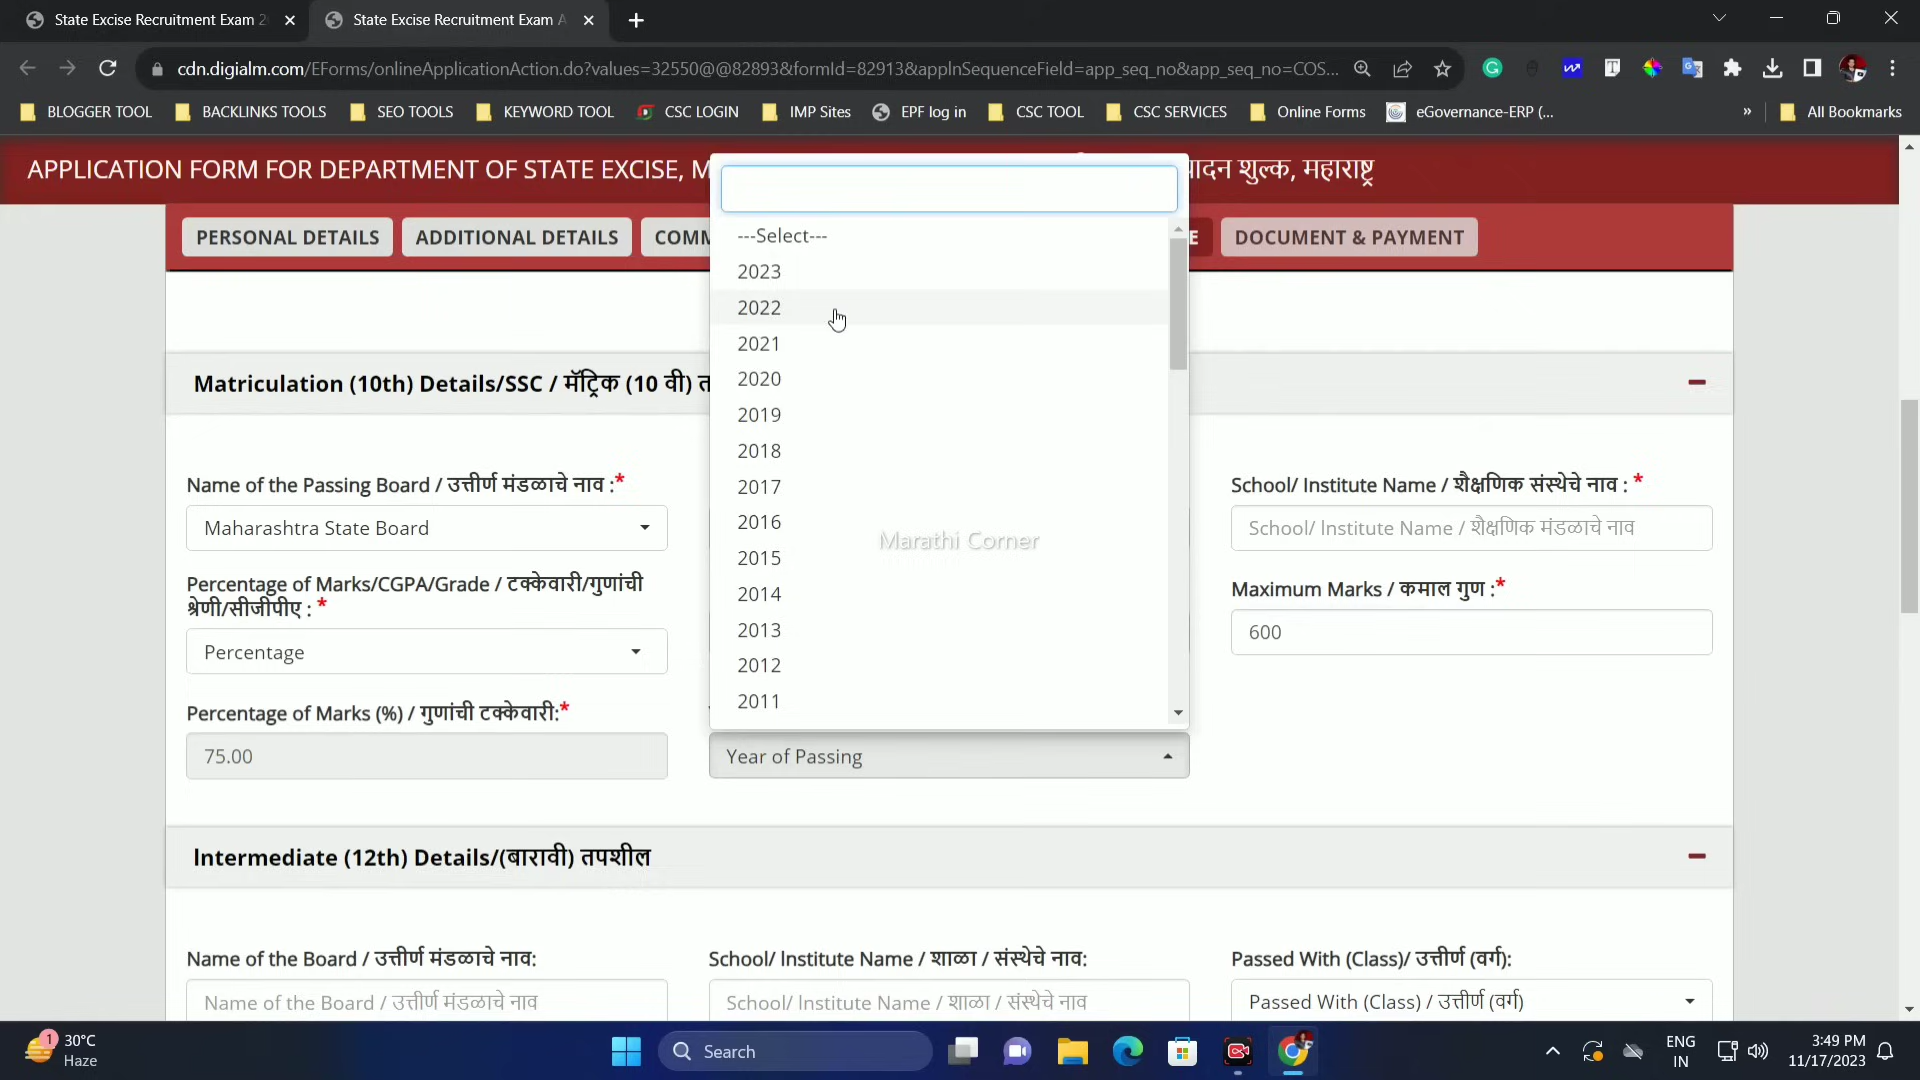 State Excise Recruitment Exam 2
State Excise Recruitment Exam A
cdn.digialm.com/EForms/onlineApplicationAction.do?values=32550@@82893&formId=82913&applnSequenceField=app_seq_no&app_seq_no=COS...
BLOGGER TOOL
BACKLINKS TOOLS
SEO TOOLS
KEYWORD TOOL
CSC LOGIN
IMP Sites
EPF log in
CSC TOOL
CSC SERVICES
Online Forms
eGovernance-ERP (...
»
All Bookmarks
APPLICATION FORM FOR DEPARTMENT OF STATE EXCISE, M
शुल्क, महाराष्ट्र
PERSONAL DETAILS
ADDITIONAL DETAILS
COMM
E
DOCUMENT & PAYMENT
---Select---
2023
2022
2021
2020
2019
2018
2017
2016
2015
2014
2013
2012
2011
Year of Passing
Marathi Corner
Matriculation (10th) Details/SSC / मॅट्रिक (10 वी) त
Name of the Passing Board / उत्तीर्ण मंडळाचे नाव :*
Maharashtra State Board
School/ Institute Name / शैक्षणिक संस्थेचे नाव : *
School/ Institute Name / शैक्षणिक मंडळाचे नाव
Percentage of Marks/CGPA/Grade / टक्केवारी/गुणांची
श्रेणी/सीजीपीए : *
Percentage
Maximum Marks / कमाल गुण :*
600
Percentage of Marks (%) / गुणांची टक्केवारी:*
75.00
Intermediate (12th) Details/(बारावी) तपशील
Name of the Board / उत्तीर्ण मंडळाचे नाव:
School/ Institute Name / शाळा / संस्थेचे नाव:
Passed With (Class)/ उत्तीर्ण (वर्ग):
Name of the Board / उत्तीर्ण मंडळाचे नाव
School/ Institute Name / शाळा / संस्थेचे नाव
Passed With (Class) / उत्तीर्ण (वर्ग)
1
30°C
Haze
Search
ENG
IN
3:49 PM
11/17/2023